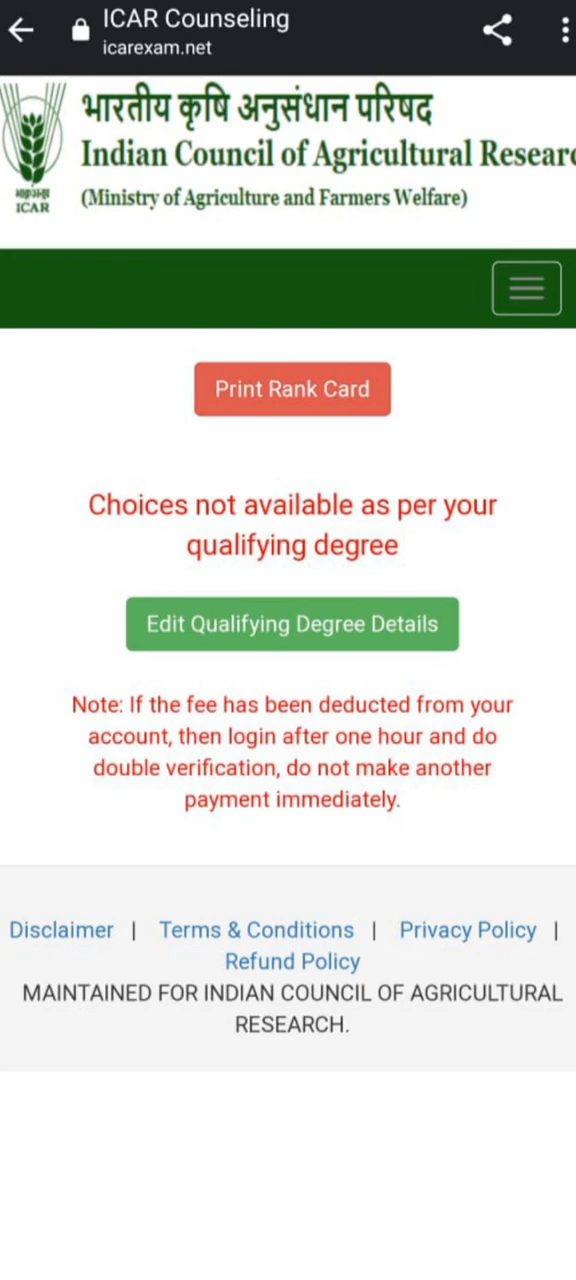 ICAR Counseling
icarexam.net
भारतीय कृषि अनुसंधान परिषद
Indian Council of Agricultural Researc
(Ministry of Agriculture and Farmers Welfare)
भाकृअनुप
ICAR
Print Rank Card
Choices not available as per your
qualifying degree
Edit Qualifying Degree Details
Note: If the fee has been deducted from your
account, then login after one hour and do
double verification, do not make another
payment immediately.
Disclaimer | Terms & Conditions | Privacy Policy |
Refund Policy
MAINTAINED FOR INDIAN COUNCIL OF AGRICULTURAL
RESEARCH.